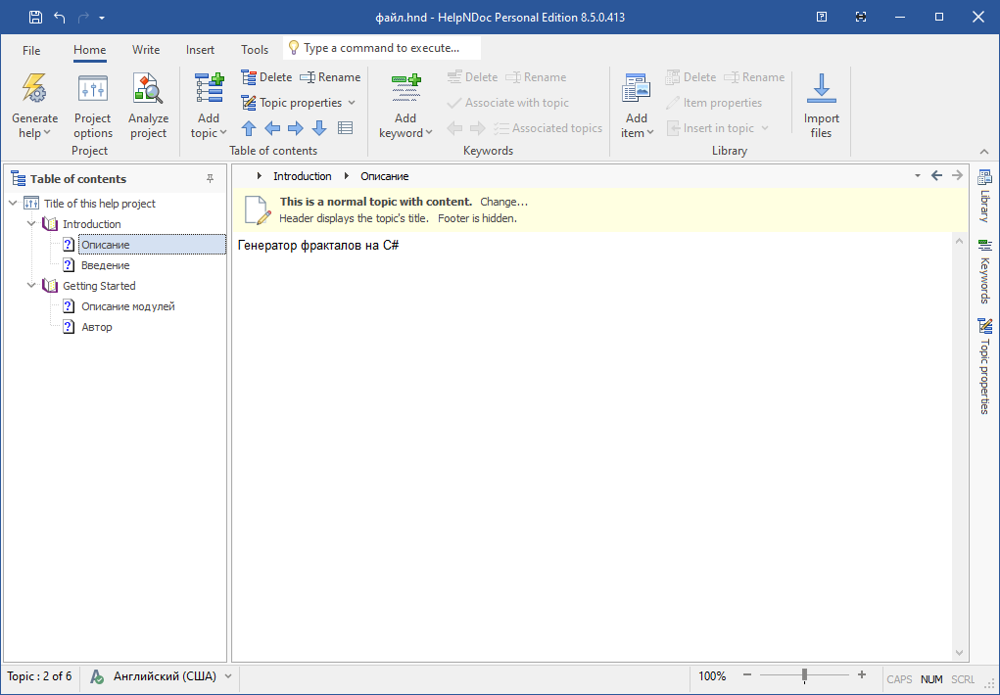 файл.hnd - HelpNDoc Personal Edition 8.5.0.413
File Home Write Insert Tools Type a command to execute...
Generate help
Project options
Analyze project
Project
Add topic
Delete Rename
Topic properties
Table of contents
Add keyword
Delete Rename
Associate with topic
Associated topics
Keywords
Add item
Delete Rename
Item properties
Insert in topic
Library
Import files
Table of contents
Title of this help project
Introduction
Описание
Введение
Getting Started
Описание модулей
Автор
Introduction Описание
This is a normal topic with content. Change...
Header displays the topic's title. Footer is hidden.
Генератор фракталов на C#
Library
Keywords
Topic properties
Topic : 2 of 6 Английский (США) 100% CAPS NUM SCRL